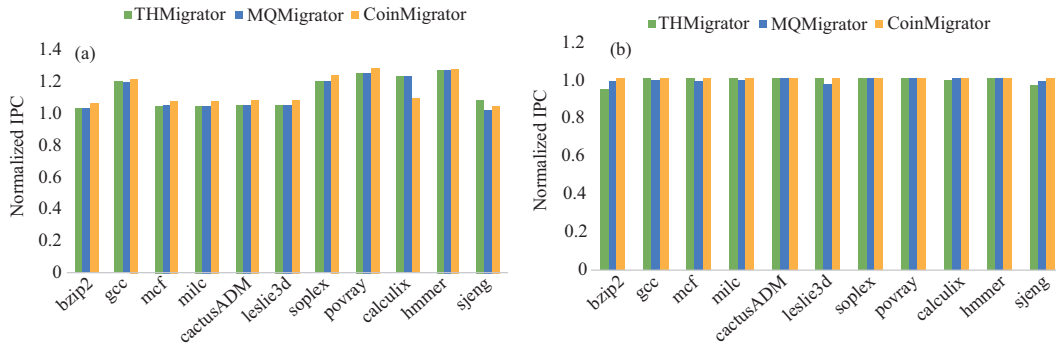 THMigrator MQMigrator CoinMigrator
(a)
Normalized IPC
1.4
1.2
1.0
0.8
0.6
0.4
0.2
0
bzip2
gcc
mcf
milc
cactusADM
leslie3d
soplex
povray
calculix
hmmer
sjeng
THMigrator MQMigrator CoinMigrator
(b)
Normalized IPC
1.2
1.0
0.8
0.6
0.4
0.2
0
bzip2
gcc
mcf
milc
cactusADM
leslie3d
soplex
povray
calculix
hmmer
sjeng